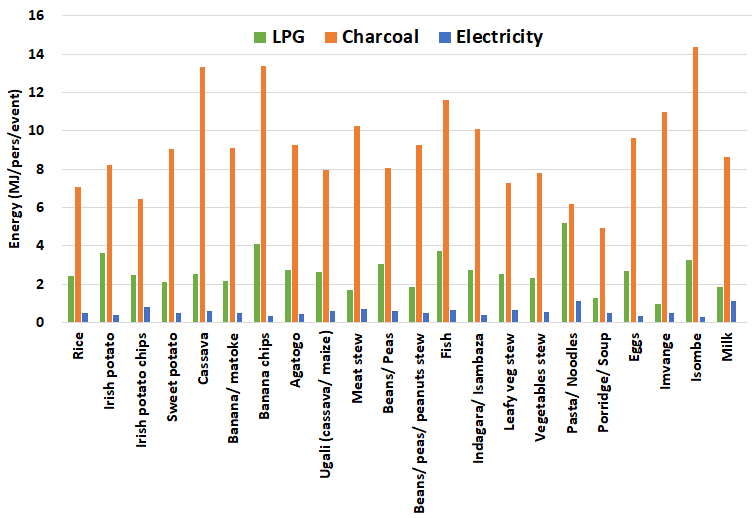 16
14
12
10
8
6
4
2
0
Energy (MJ/pers/event)
LPG Charcoal Electricity
Rice
Irish potato
Irish potato chips
Sweet potato
Cassava
Banana/ matoke
Banana chips
Agatogo
Ugali (cassava/ maize)
Meat stew
Beans/ Peas
Beans/ peas/ peanuts stew
Fish
Indagara/ Isambaza
Leafy veg stew
Vegetables stew
Pasta/ Noodles
Porridge/ Soup
Eggs
Imvange
Isombe
Milk